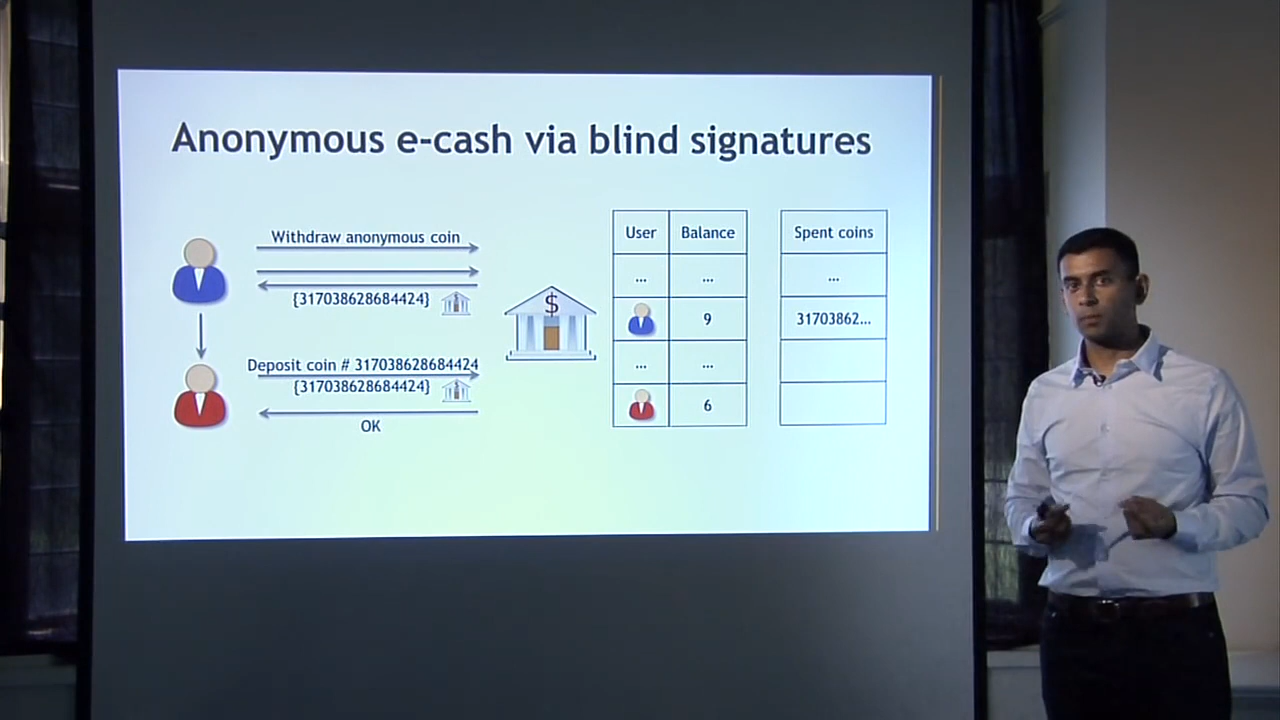 Anonymous e-cash via blind signatures
Withdraw anonymous coin
{317038628684424}
$
Deposit coin # 317038628684424
{317038628684424}
OK
User Balance
... ...
9
... ...
6
Spent coins
...
31703862...